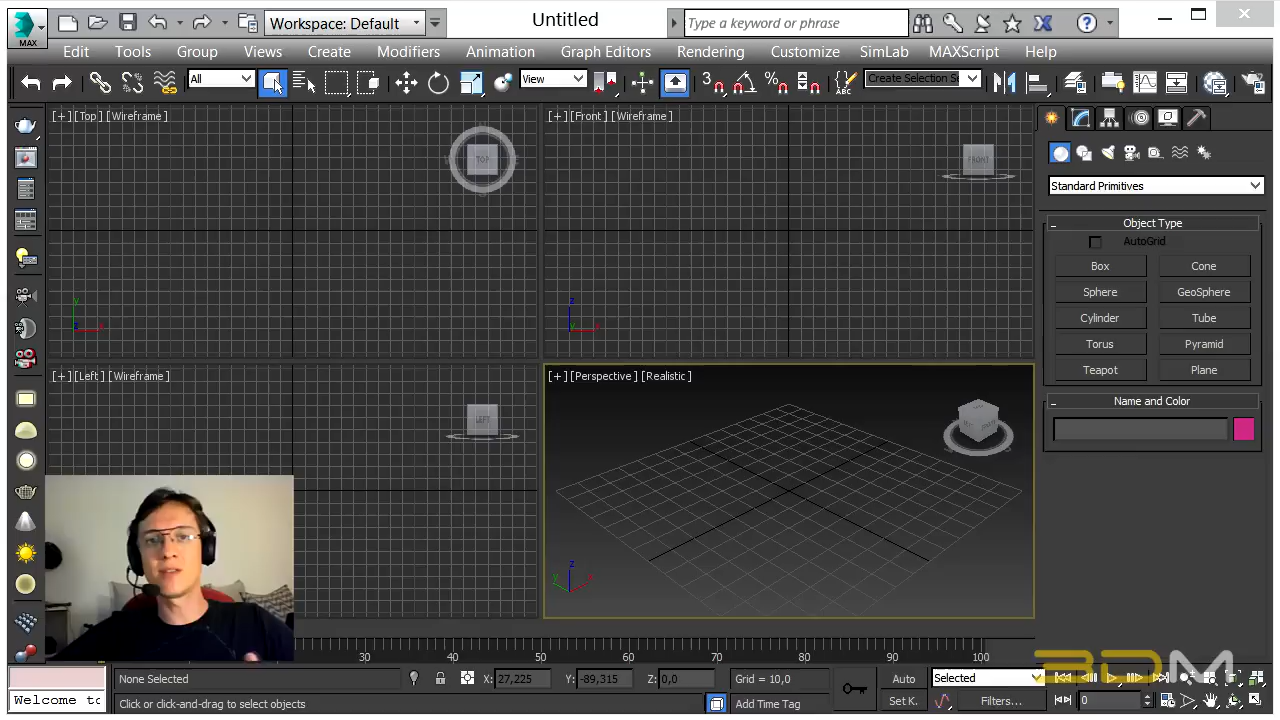 MAX
Workspace: Default
Untitled
Type a keyword or phrase
Edit Tools Group Views Create Modifiers Animation Graph Editors Rendering Customize SimLab MAXScript Help
All
View
3
%
ABC
Create Selection Se
[+] [Top ] [Wireframe ]
TOP
[+] [Front ] [Wireframe ]
FRONT
Standard Primitives
Object Type
AutoGrid
Box Cone
Sphere GeoSphere
Cylinder Tube
Torus Pyramid
Teapot Plane
y
z x
z
y x
[+] [Left ] [Wireframe ]
LEFT
[+] [Perspective ] [Realistic ]
Name and Color
z
y x
30 40 50 60 70 80 90 100
3DM
None Selected
X: 27,225 Y: -89,315 Z: 0,0
Grid = 10,0
Auto
Selected
Welcome to
Click or click-and-drag to select objects
Add Time Tag
Set K.
Filters...
0